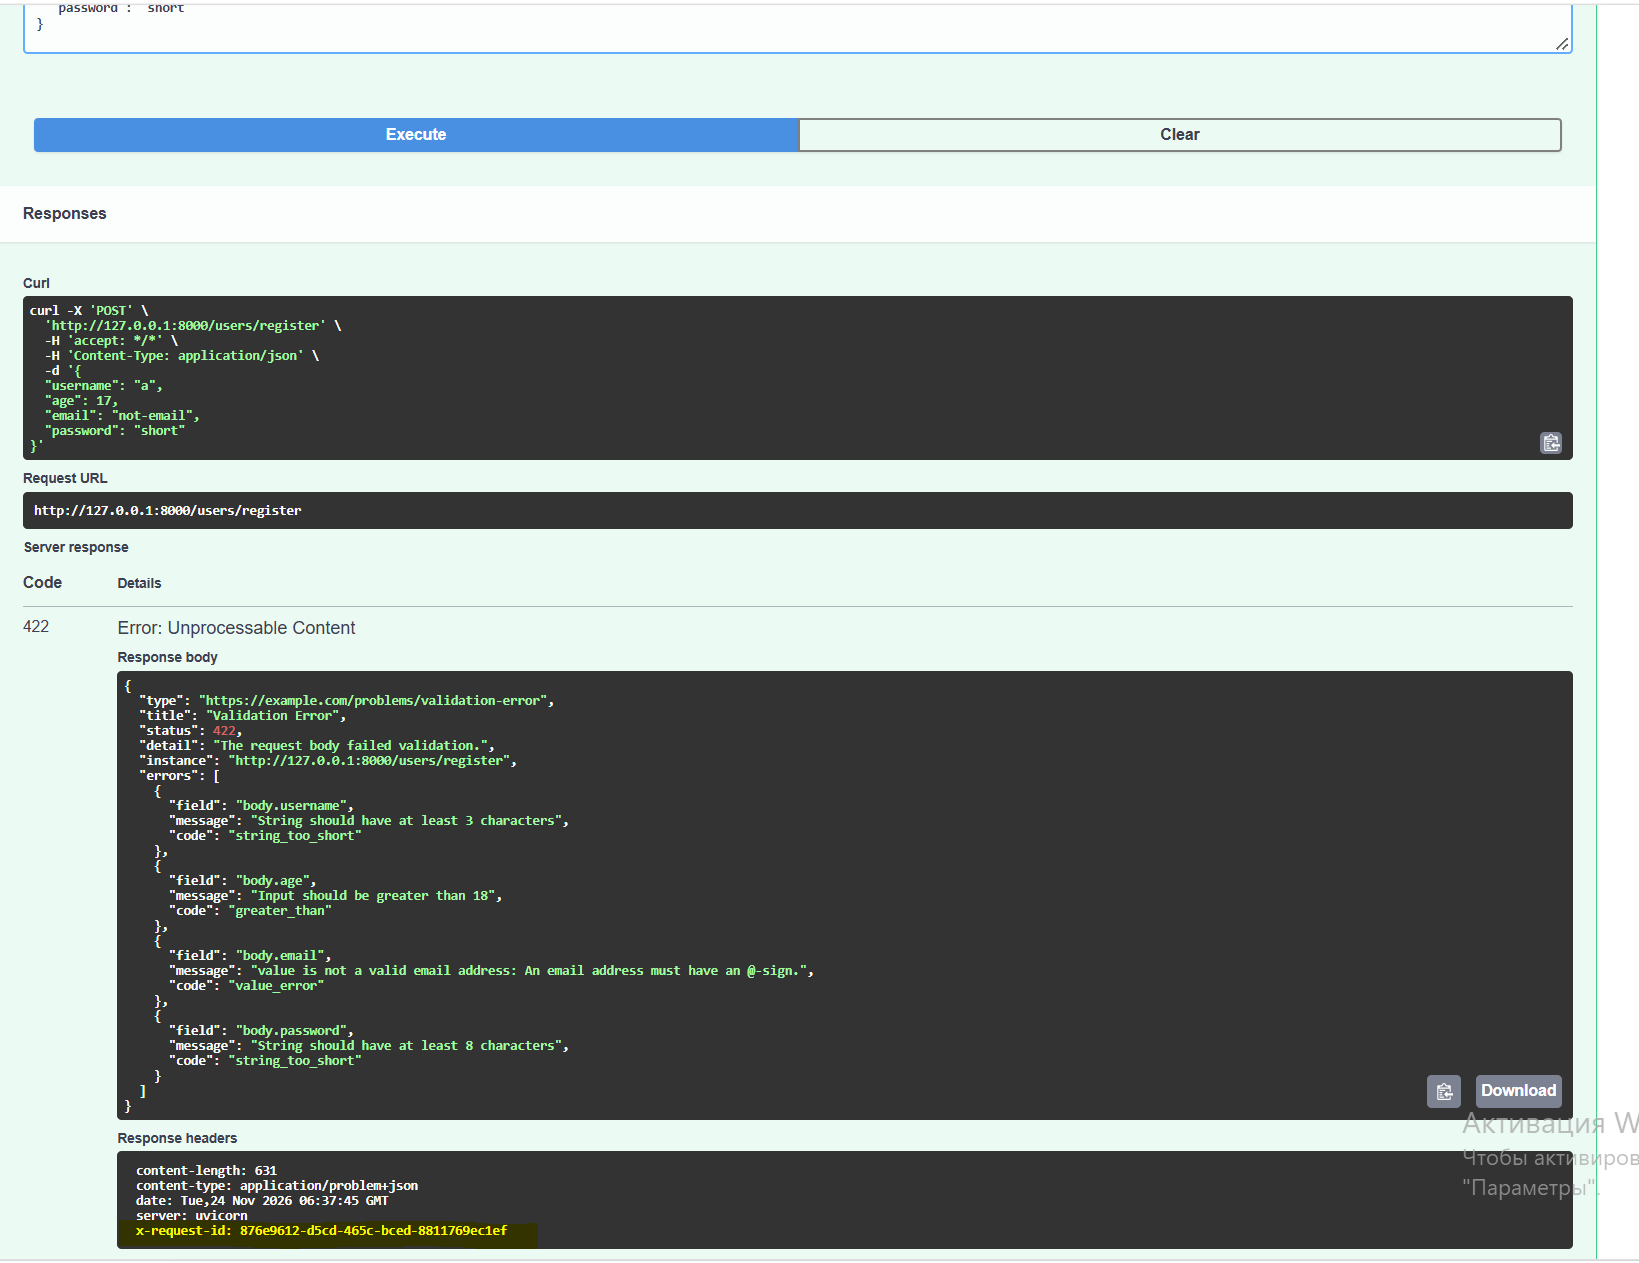 password : short
}
Execute
Clear
Responses
Curl
curl -X 'POST' \
  'http://127.0.0.1:8000/users/register' \
  -H 'accept: */*' \
  -H 'Content-Type: application/json' \
  -d '{
  "username": "a",
  "age": 17,
  "email": "not-email",
  "password": "short"
}'
Request URL
http://127.0.0.1:8000/users/register
Server response
Code
Details
422
Error: Unprocessable Content
Response body
{
  "type": "https://example.com/problems/validation-error",
  "title": "Validation Error",
  "status": 422,
  "detail": "The request body failed validation.",
  "instance": "http://127.0.0.1:8000/users/register",
  "errors": [
    {
      "field": "body.username",
      "message": "String should have at least 3 characters",
      "code": "string_too_short"
    },
    {
      "field": "body.age",
      "message": "Input should be greater than 18",
      "code": "greater_than"
    },
    {
      "field": "body.email",
      "message": "value is not a valid email address: An email address must have an @-sign.",
      "code": "value_error"
    },
    {
      "field": "body.password",
      "message": "String should have at least 8 characters",
      "code": "string_too_short"
    }
  ]
}
Download
Активация W
Чтобы активиров
"Параметры".
Response headers
content-length: 631
content-type: application/problem+json
date: Tue,24 Nov 2026 06:37:45 GMT
server: uvicorn
x-request-id: 876e9612-d5cd-465c-bced-8811769ec1ef